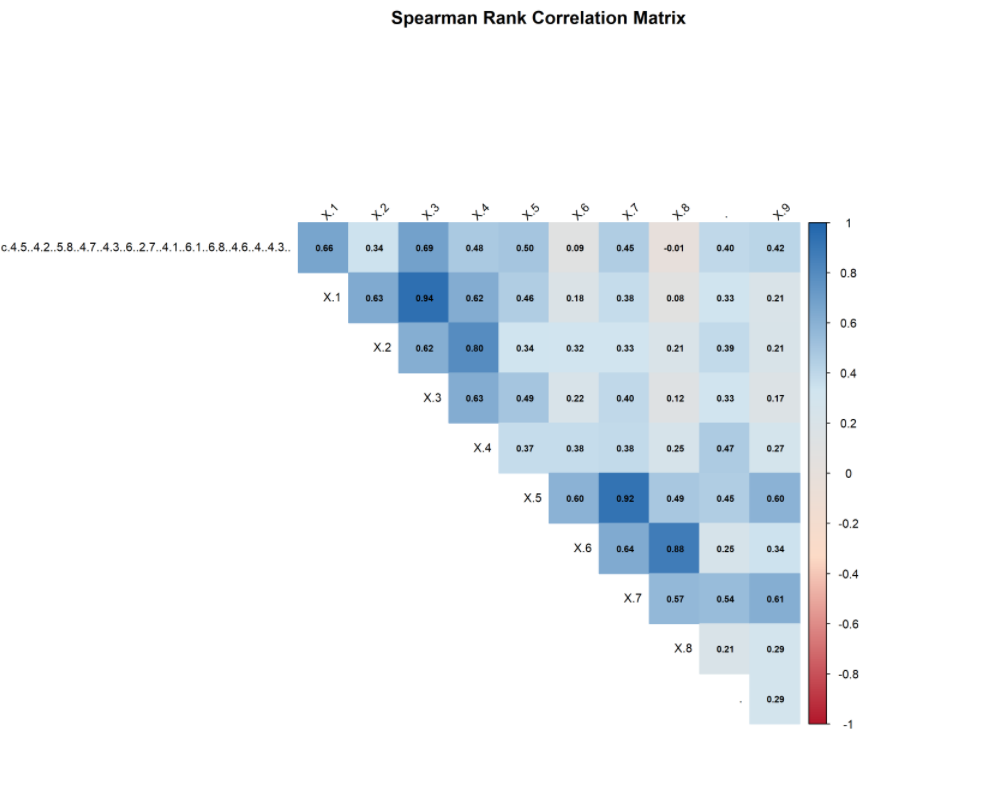 Spearman Rank Correlation Matrix
X.1 X.2 X.3 X.4 X.5 X.6 X.7 X.8 . X.9
c.4.5..4.2..5.8..4.7..4.3..6..2.7..4.1..6.1..6.8..4.6..4..4.3.. 0.66 0.34 0.69 0.48 0.50 0.09 0.45 -0.01 0.40 0.42 1
X.1 0.63 0.94 0.62 0.46 0.18 0.38 0.08 0.33 0.21 0.8
0.6
X.2 0.62 0.80 0.34 0.32 0.33 0.21 0.39 0.21
0.4
X.3 0.63 0.49 0.22 0.40 0.12 0.33 0.17
0.2
X.4 0.37 0.38 0.38 0.25 0.47 0.27
0
X.5 0.60 0.92 0.49 0.45 0.60
-0.2
X.6 0.64 0.88 0.25 0.34
-0.4
X.7 0.57 0.54 0.61
-0.6
X.8 0.21 0.29
-0.8
. 0.29
-1